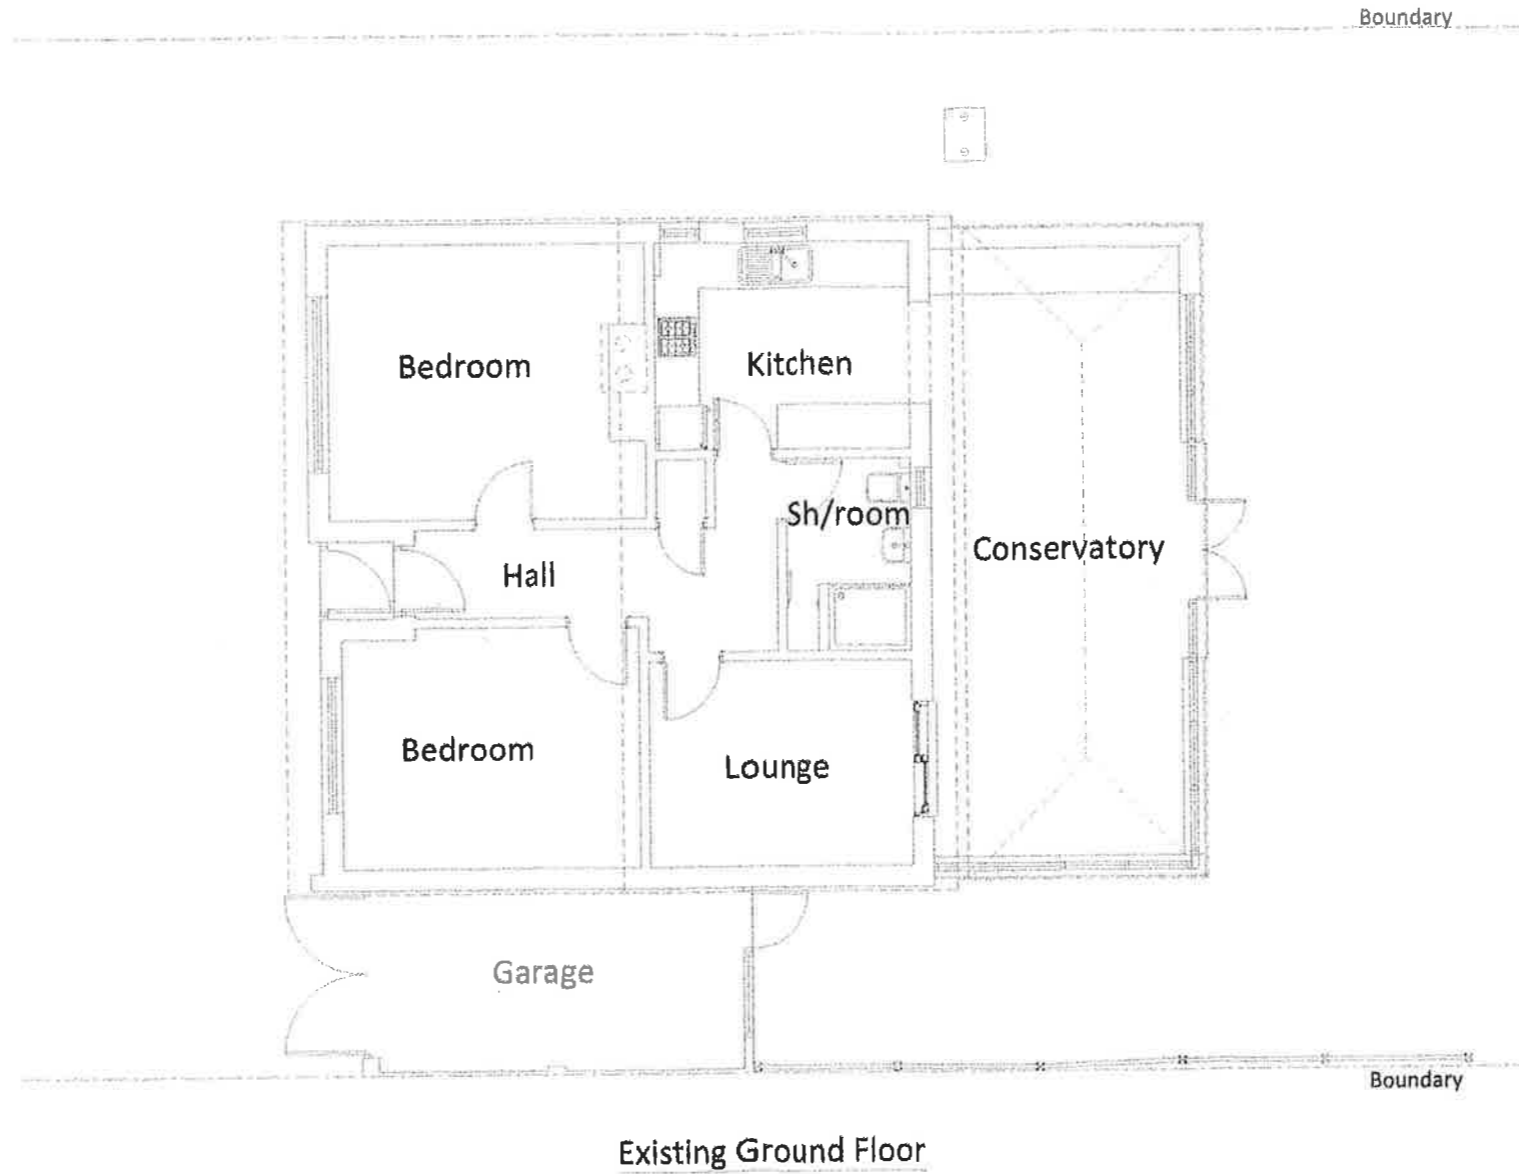 Boundary
Bedroom
Kitchen
Sh/room
Conservatory
Hall
Bedroom
Lounge
Garage
Boundary
Existing Ground Floor